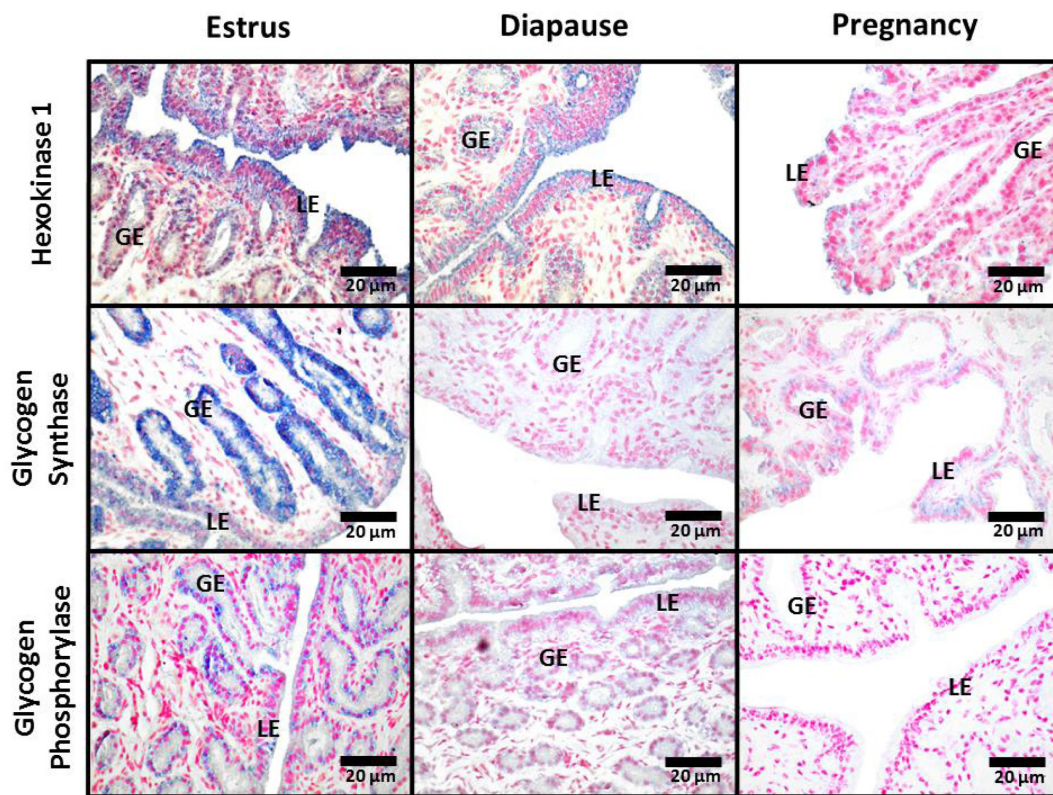 Estrus
Diapause
Pregnancy
Hexokinase 1
GE
LE
20 µm
GE
LE
20 µm
LE
GE
20 µm
Glycogen
Synthase
GE
LE
20 µm
GE
LE
20 µm
GE
LE
20 µm
Glycogen
Phosphorylase
GE
LE
20 µm
LE
GE
20 µm
GE
LE
20 µm